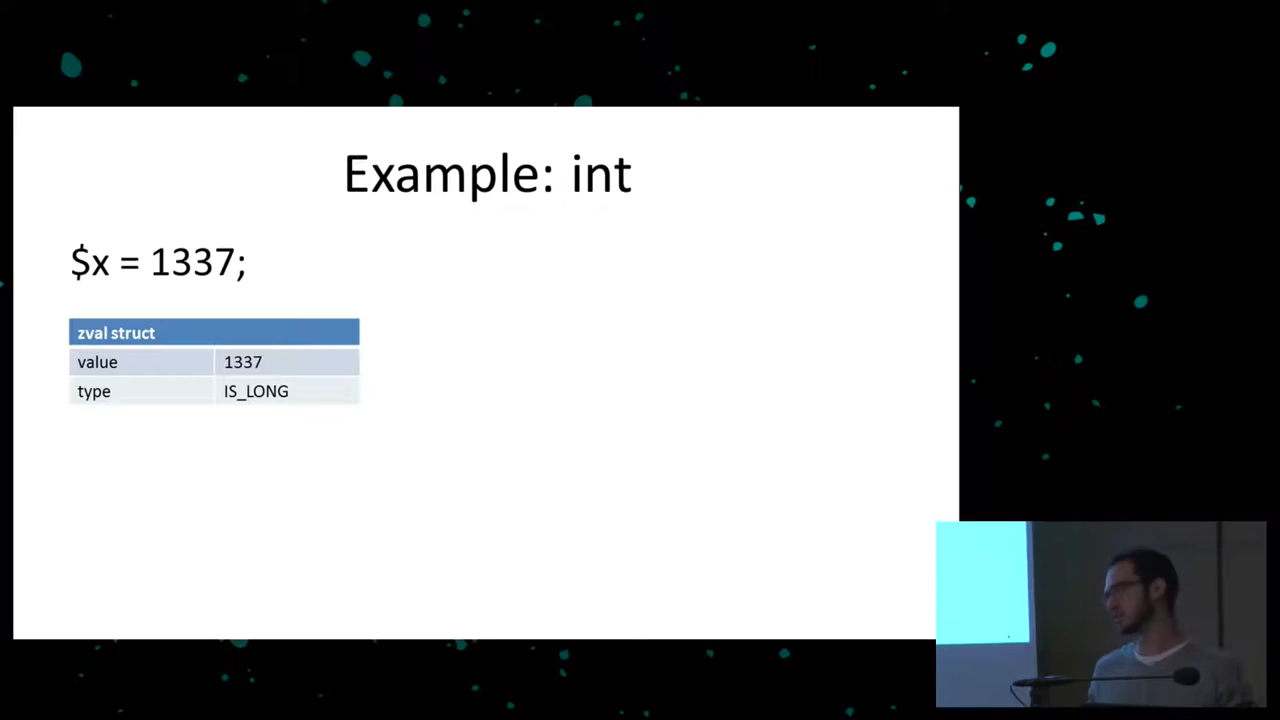 Example: int
$x = 1337;
zval struct
value 1337
type IS_LONG